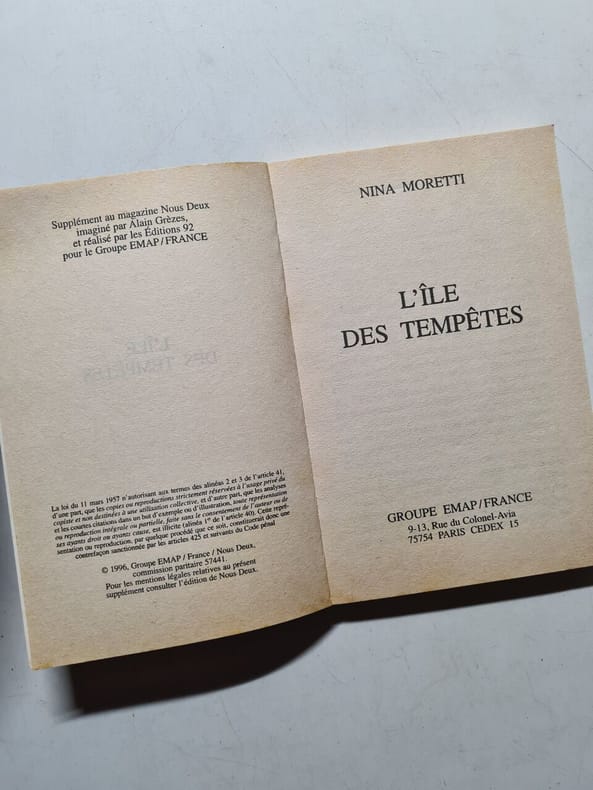 Supplément au magazine Nous Deux
imaginé par Alain Grèzes,
et réalisé par les Éditions 92
pour le Groupe EMAP/FRANCE
L'ÎLE
DES TEMPÊTES
La loi du 11 mars 1957 n'autorisant aux termes des alinéas 2 et 3 de l'article 41,
d'une part, que les copies ou reproductions strictement réservées à l'usage privé du
copiste et non destinées à une utilisation collective, et d'autre part, que les analyses
et les courtes citations dans un but d'exemple ou d'illustration, toute représentation
ou reproduction intégrale ou partielle, faite sans le consentement de l'auteur ou de
ses ayants droit ou ayants cause, est illicite (alinéa 1er de l'article 40). Cette repré-
sentation ou reproduction, par quelque procédé que ce soit, constituerait donc une
contrefaçon sanctionnée par les articles 425 et suivants du Code pénal
© 1996, Groupe EMAP / France / Nous Deux,
commission paritaire 57441.
Pour les mentions légales relatives au présent
supplément consulter l'édition de Nous Deux.
NINA MORETTI
L'ÎLE
DES TEMPÊTES
GROUPE EMAP/FRANCE
9-13, Rue du Colonel-Avia
75754 PARIS CEDEX 15